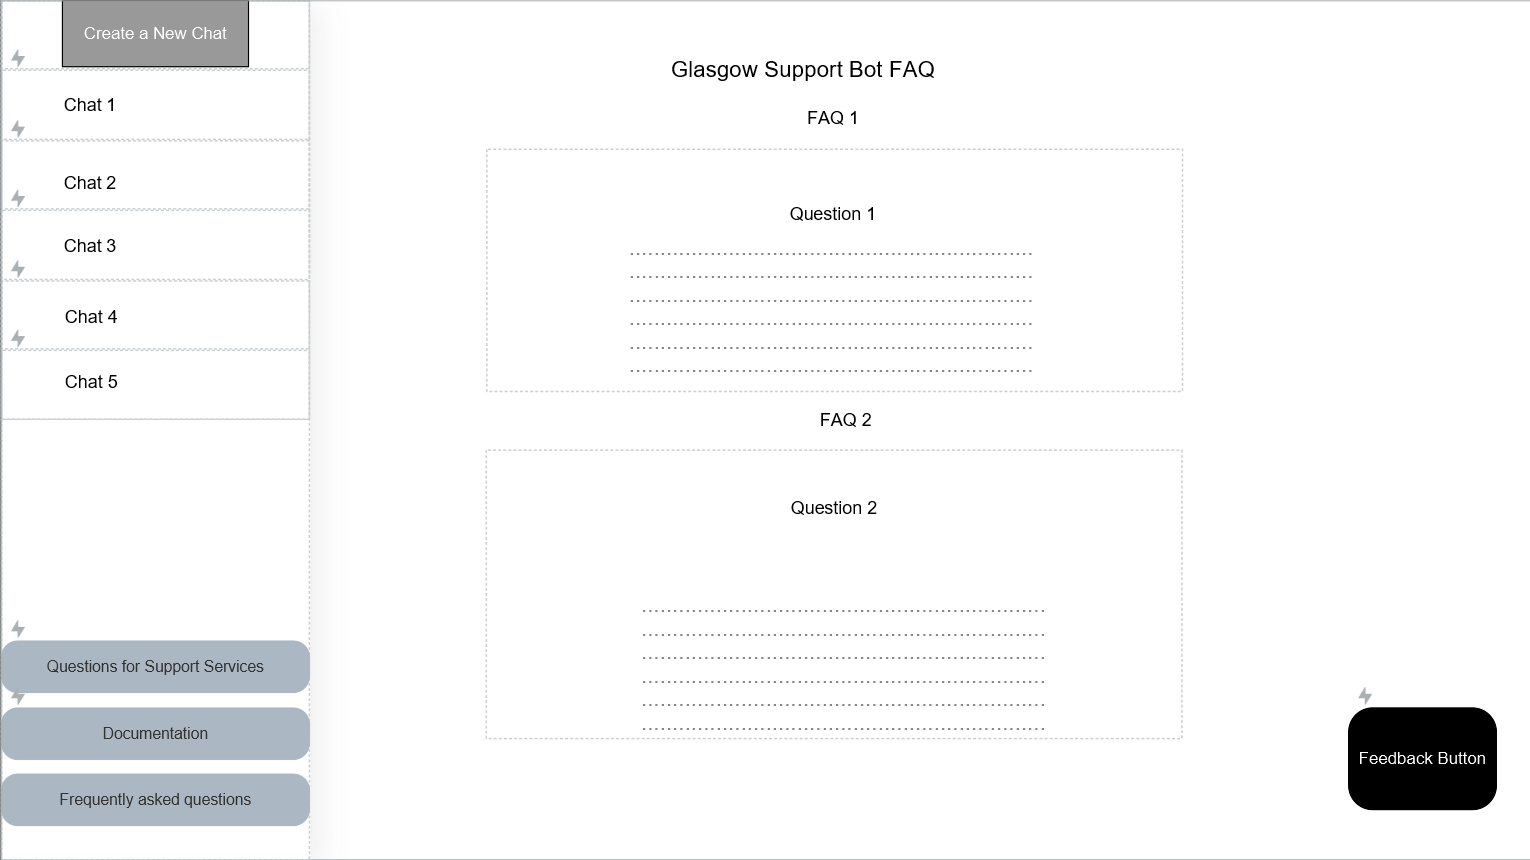 Create a New Chat
Chat 1
Chat 2
Chat 3
Chat 4
Chat 5
Questions for Support Services
Documentation
Frequently asked questions
Glasgow Support Bot FAQ
FAQ 1
Question 1
FAQ 2
Question 2
Feedback Button